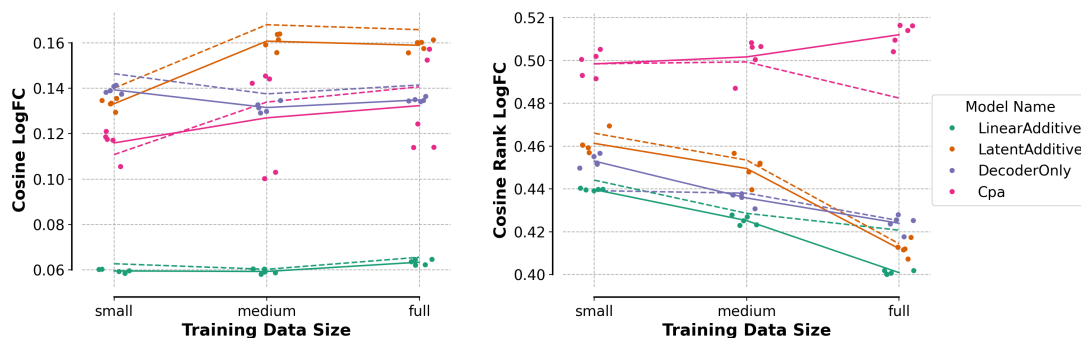 Cosine LogFC
0.16
0.14
0.12
0.10
0.08
0.06
small
medium
full
Training Data Size
Cosine Rank LogFC
0.52
0.50
0.48
0.46
0.44
0.42
0.40
small
medium
full
Training Data Size
Model Name
LinearAdditive
LatentAdditive
DecoderOnly
Cpa